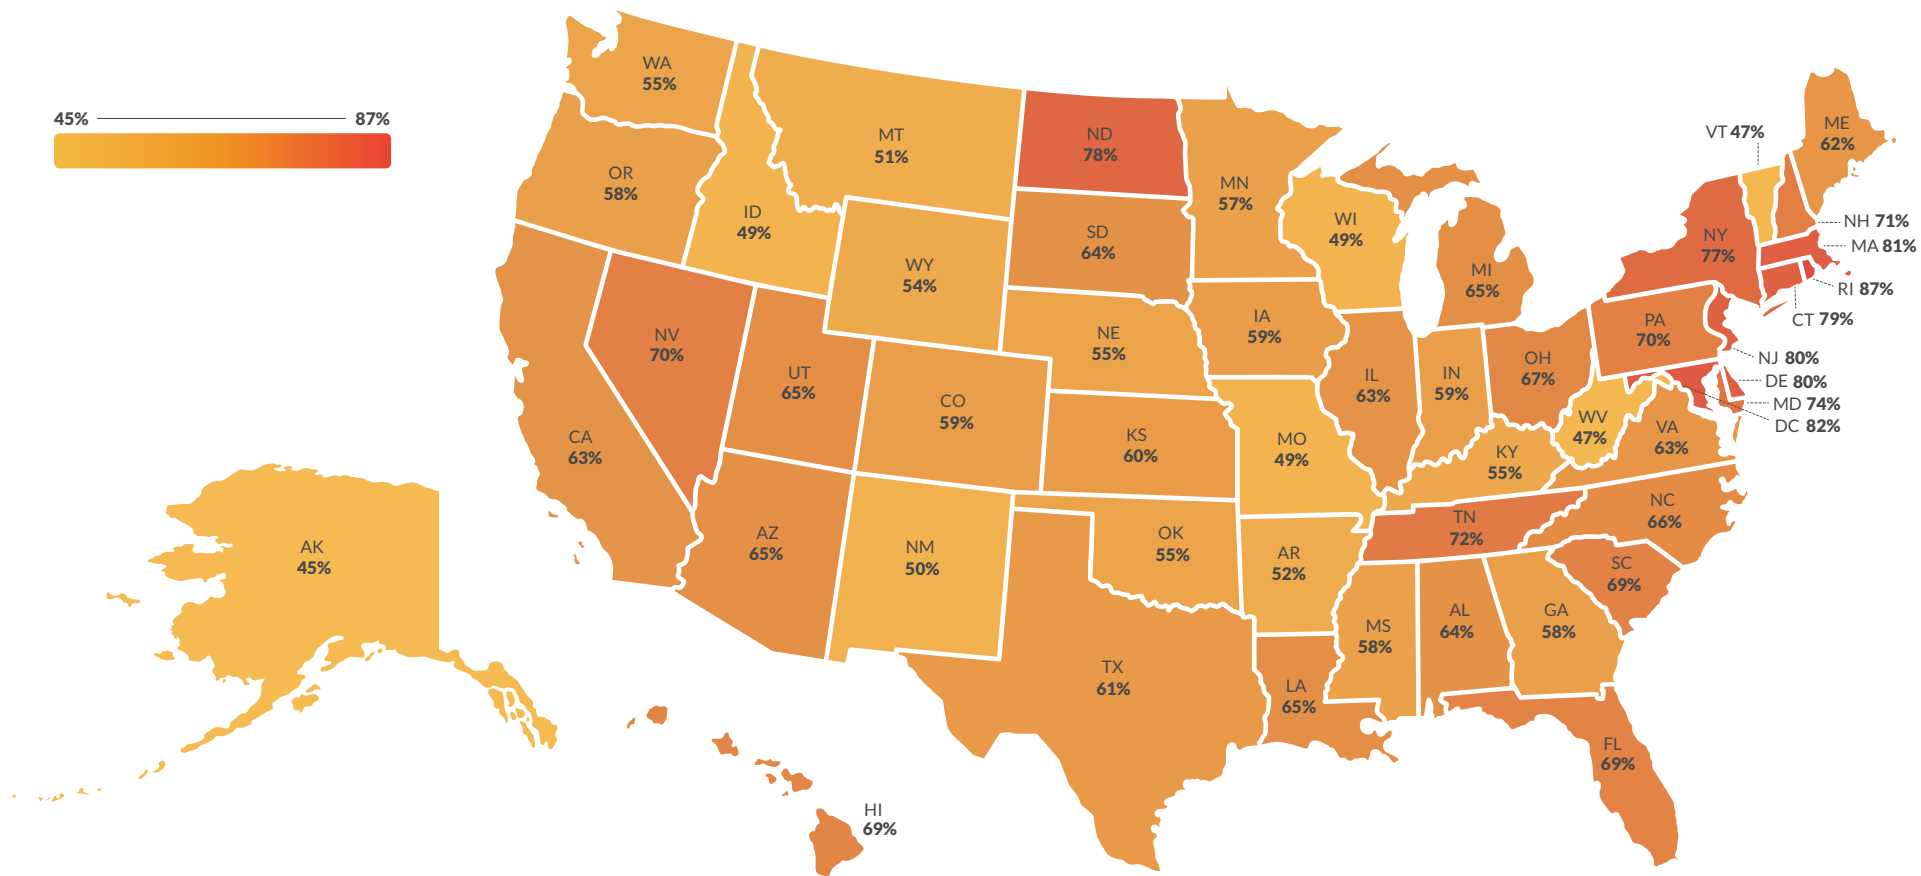 45% 87%
WA
55%
MT
51%
ND
78%
VT 47%
ME
62%
OR
58%
ID
49%
MN
57%
WI
49%
NH 71%
MA 81%
SD
64%
NY
77%
WY
54%
MI
65%
RI 87%
CT 79%
NV
70%
NE
55%
IA
59%
PA
70%
NJ 80%
UT
65%
IL
63%
IN
59%
OH
67%
DE 80%
MD 74%
DC 82%
CO
59%
CA
63%
KS
60%
MO
49%
WV
47%
VA
63%
KY
55%
AK
45%
AZ
65%
NM
50%
OK
55%
AR
52%
TN
72%
NC
66%
SC
69%
MS
58%
AL
64%
GA
58%
TX
61%
LA
65%
FL
69%
HI
69%